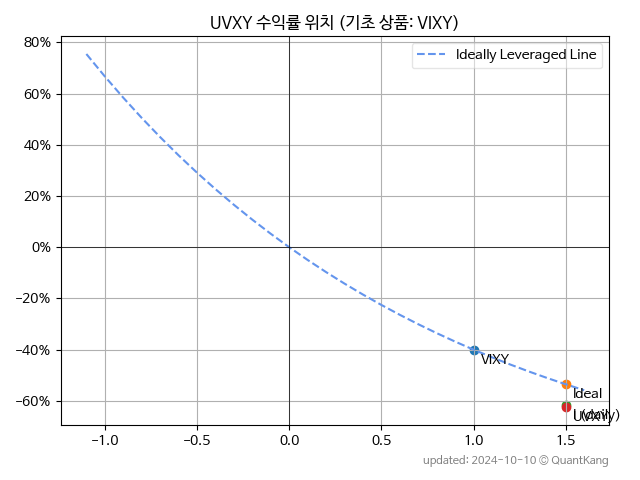 UVXY 수익률 위치 (기초 상품: VIXY)
Ideally Leveraged Line
80%
60%
40%
20%
0%
−20%
−40%
−60%
VIXY
Ideal
UVXY
(daily)
−1.0
−0.5
0.0
0.5
1.0
1.5
updated: 2024-10-10 © QuantKang